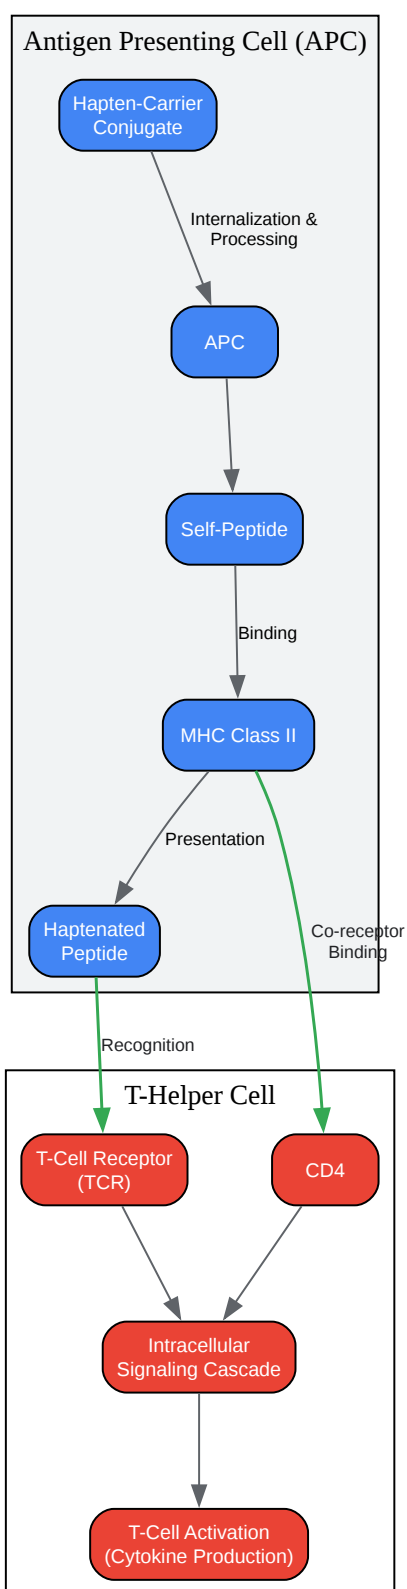 Antigen Presenting Cell (APC)
Hapten-Carrier
Conjugate
Internalization &
Processing
APC
Self-Peptide
Binding
MHC Class II
Presentation
Haptenated
Peptide
Co-receptor
Binding
Recognition
T-Helper Cell
T-Cell Receptor
(TCR)
CD4
Intracellular
Signaling Cascade
T-Cell Activation
(Cytokine Production)